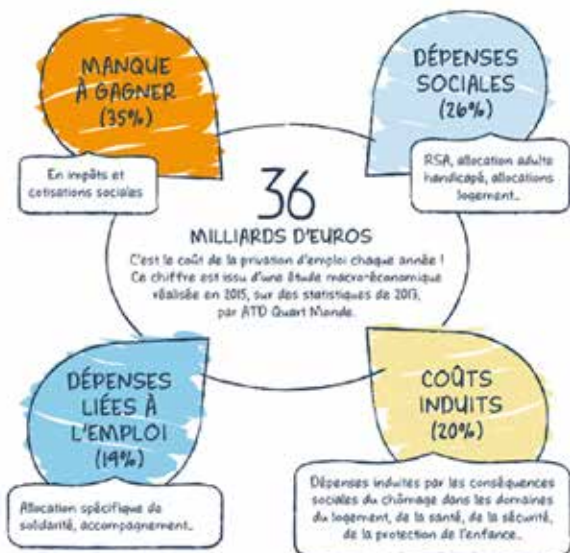 MANQUE
À GAGNER
(35%)
En impôts et
cotisations sociales
DÉPENSES
SOCIALES
(26%)
RSA, allocation adulte
handicapé, allocations
logement...
36
MILLIARDS D'EUROS
C'est le coût de la privation d'emploi chaque année !
Ce chiffre est issu d'une étude macro-économique
réalisée en 2015, sur des statistiques de 2013,
par ATD Quart Monde.
DÉPENSES
LIÉES À
L'EMPLOI
(19%)
Allocation spécifique de
solidarité, accompagnement...
COÛTS
INDUITS
(20%)
Dépenses induites par les conséquences
sociales du chômage dans les domaines
du logement, de la santé, de la sécurité,
de la protection de l'enfance...